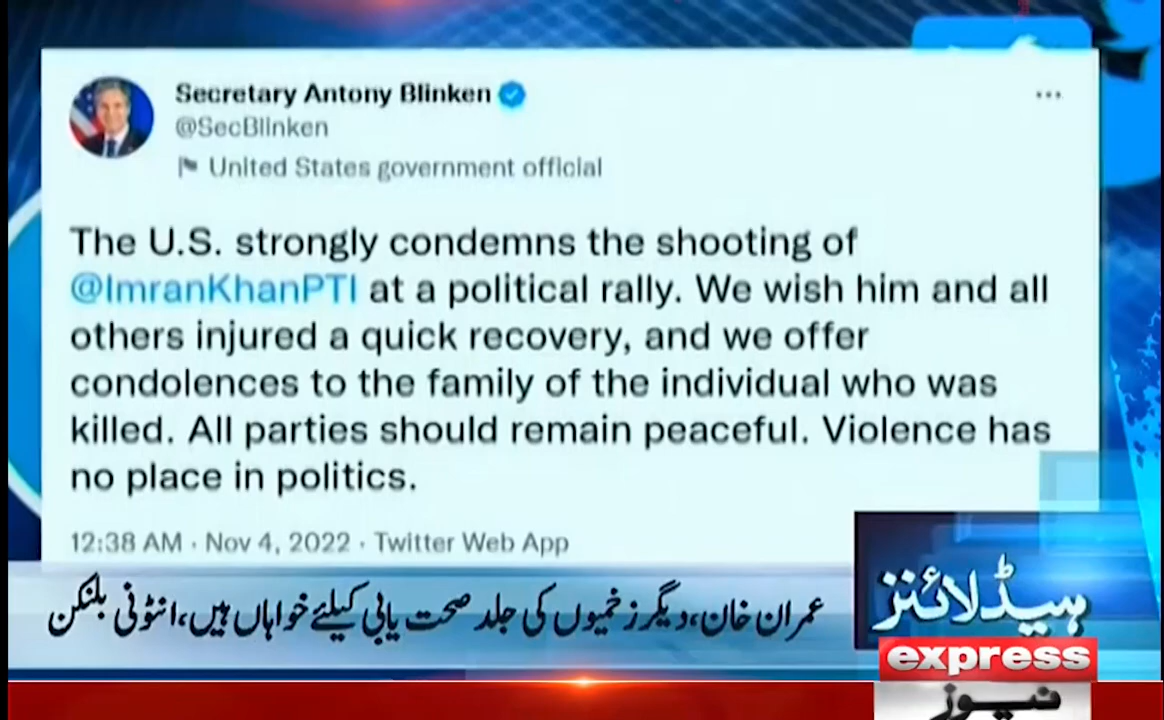 Secretary Antony Blinken
@SecBlinken
United States government official
The U.S. strongly condemns the shooting of
@ImranKhanPTI at a political rally. We wish him and all
others injured a quick recovery, and we offer
condolences to the family of the individual who was
killed. All parties should remain peaceful. Violence has
no place in politics.
12:38 AM · Nov 4, 2022 · Twitter Web App
عمران خان،دیگر زخمیوں کی جلد صحت یابی کیلئے خواہاں ہیں،انٹونی بلنکن
ہیڈلائنز
express
نیوز